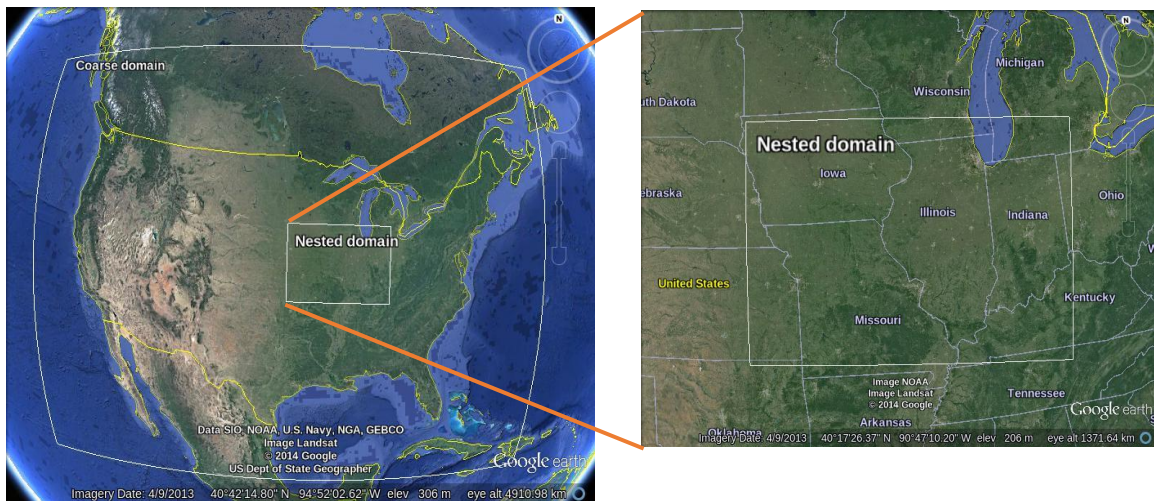 N
Coarse domain
Nested domain
Data SIO, NOAA, U.S. Navy, NGA, GEBCO
Image Landsat
© 2014 Google
US Dept of State Geographer
Google earth
Imagery Date: 4/9/2013 40°42'14.80" N 94°52'02.62" W elev 306 m eye alt 4910.98 km
N
Michigan
Wisconsin
uth Dakota
Nested domain
Iowa
ebraska
Ohio
Illinois
Indiana
United States
Kentucky
Missouri
Image NOAA
Image Landsat
© 2014 Google
Tennessee
Arkansas
Google earth
Oklahoma
Imagery Date: 4/9/2013 40°17'26.37" N 90°47'10.20" W elev 206 m eye alt 1371.64 km